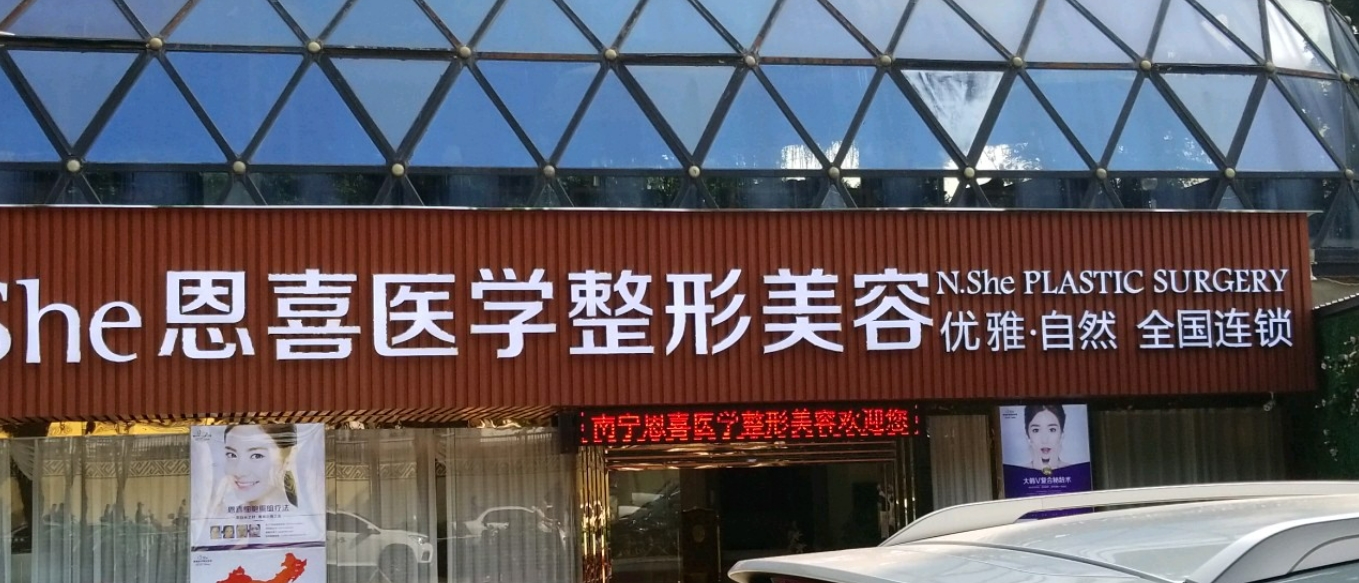 She 恩喜医学整形美容
N.She PLASTIC SURGERY
优雅·自然 全国连锁
南宁恩喜医学整形美容欢迎您